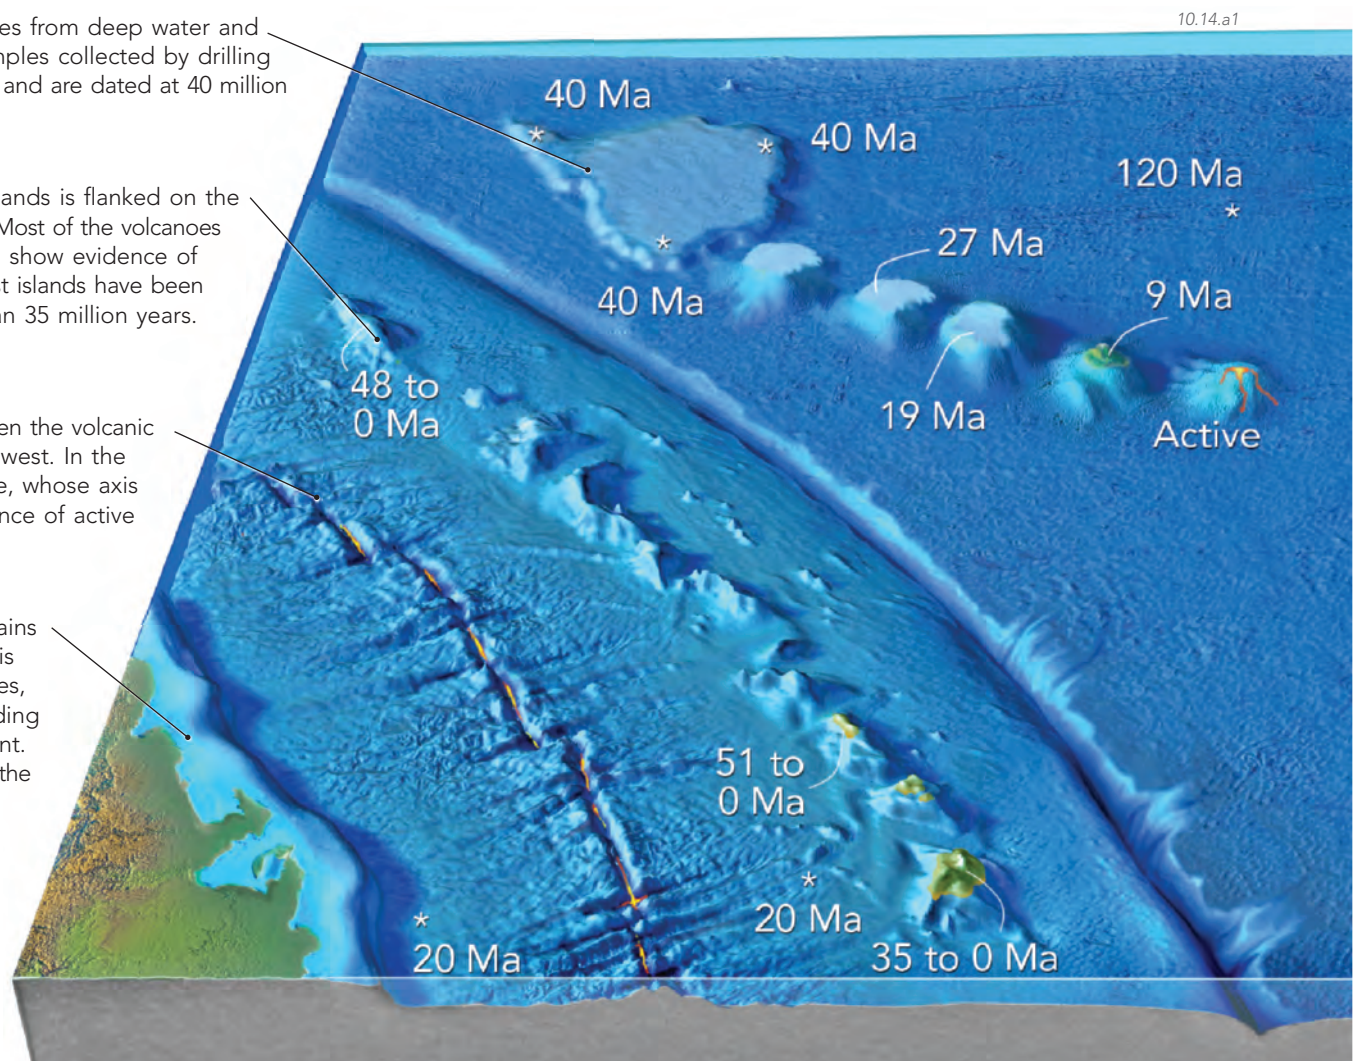 10.14.a1
es from deep water and
mples collected by drilling
and are dated at 40 million
ands is flanked on the
Most of the volcanoes
show evidence of
st islands have been
an 35 million years.
en the volcanic
west. In the
e, whose axis
nce of active
ains
is
es,
ding
nt.
the
40 Ma
40 Ma
120 Ma
27 Ma
40 Ma
9 Ma
19 Ma
Active
48 to
0 Ma
51 to
0 Ma
20 Ma
20 Ma
35 to 0 Ma